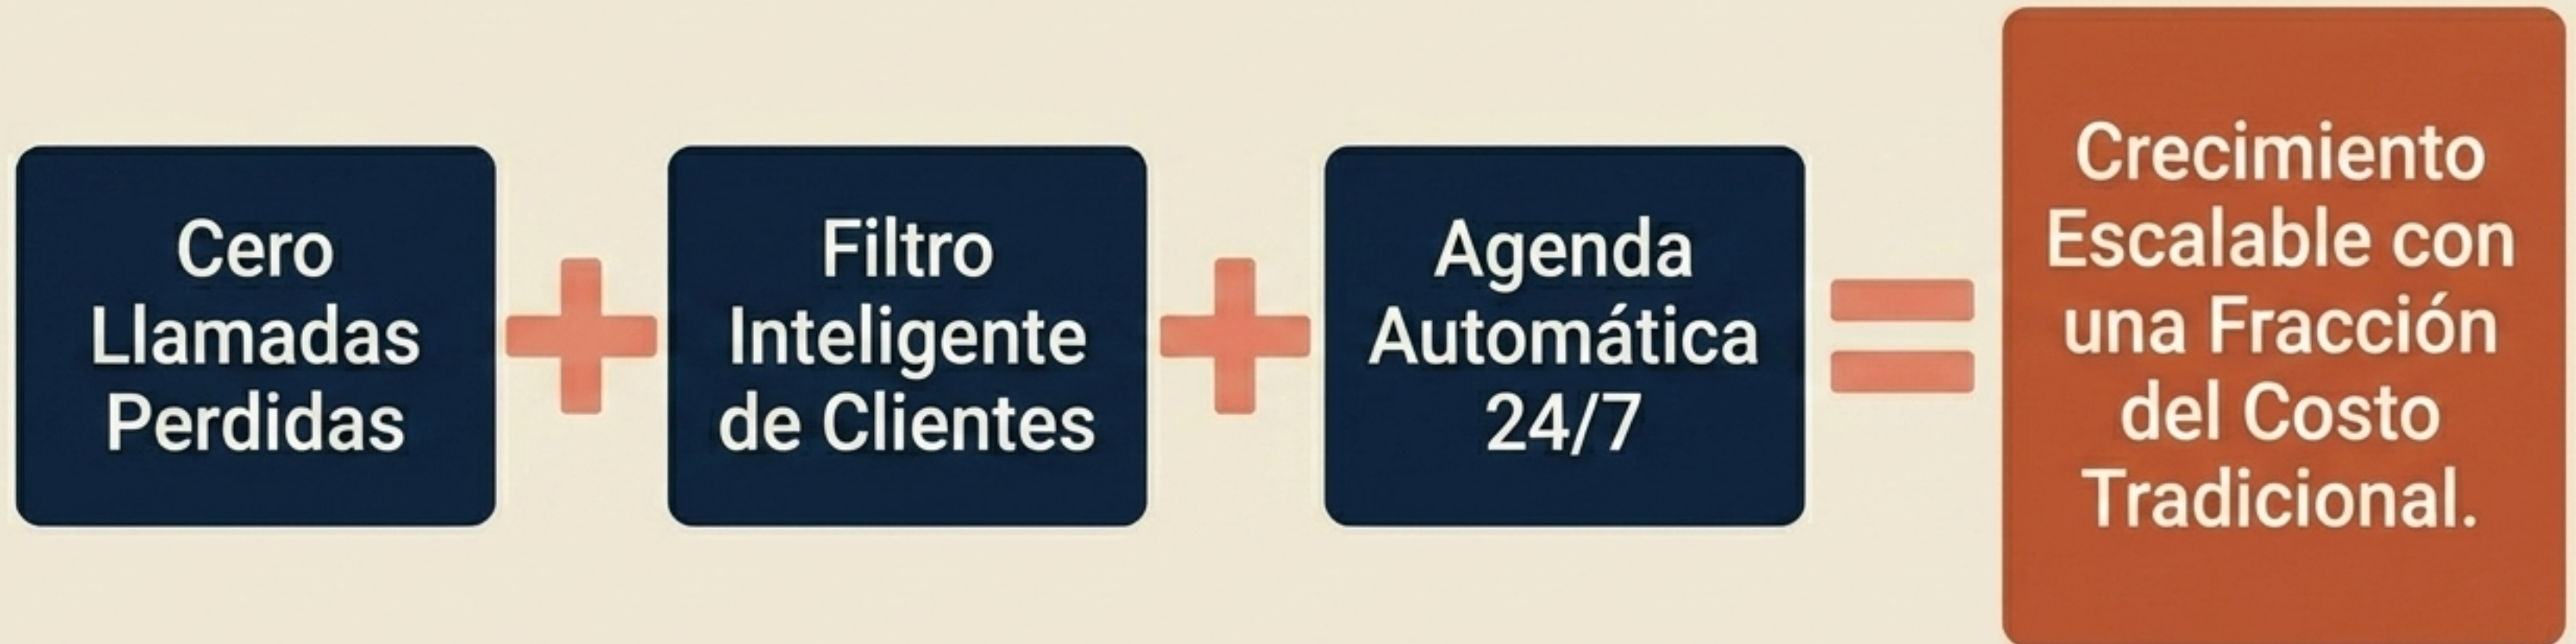 Cero
Llamadas
Perdidas
Filtro
Inteligente
de Clientes
Agenda
Automática
24/7
Crecimiento
Escalable con
una Fracción
del Costo
Tradicional.